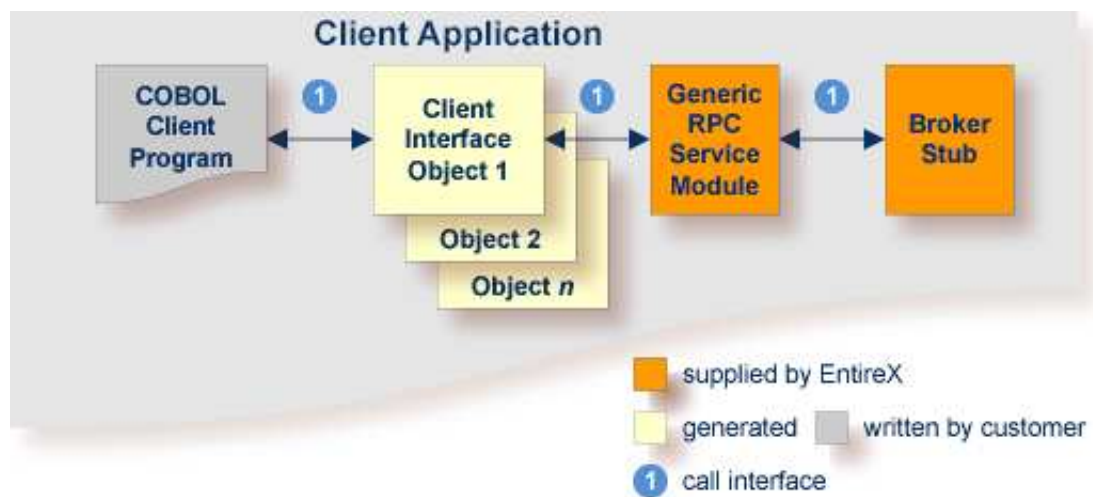 Client Application
COBOL
Client
Program
1
Client
Interface
Object 1
1
Generic
RPC
Service
Module
1
Broker
Stub
Object 2
Object n
supplied by EntireX
generated
written by customer
1 call interface